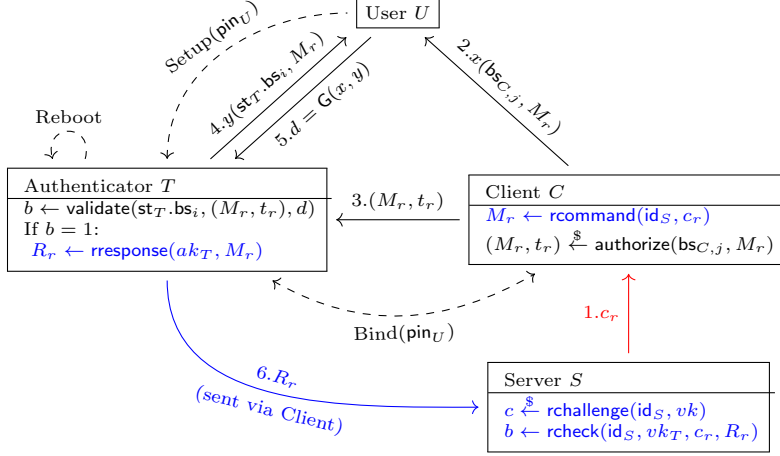 User U
Setup(pin_U)
4.y(st_T.bs_i, M_r)
5.d = G(x, y)
2.x(bs_{C,j}, M_r)
Reboot
Authenticator T
b ← validate(st_T.bs_i, (M_r, t_r), d)
If b = 1:
R_r ← rresponse(ak_T, M_r)
3.(M_r, t_r)
Client C
M_r ← rcommand(id_S, c_r)
(M_r, t_r) ←$ authorize(bs_{C,j}, M_r)
Bind(pin_U)
1.c_r
6.R_r
(sent via Client)
Server S
c ←$ rchallenge(id_S, vk)
b ← rcheck(id_S, vk_T, c_r, R_r)